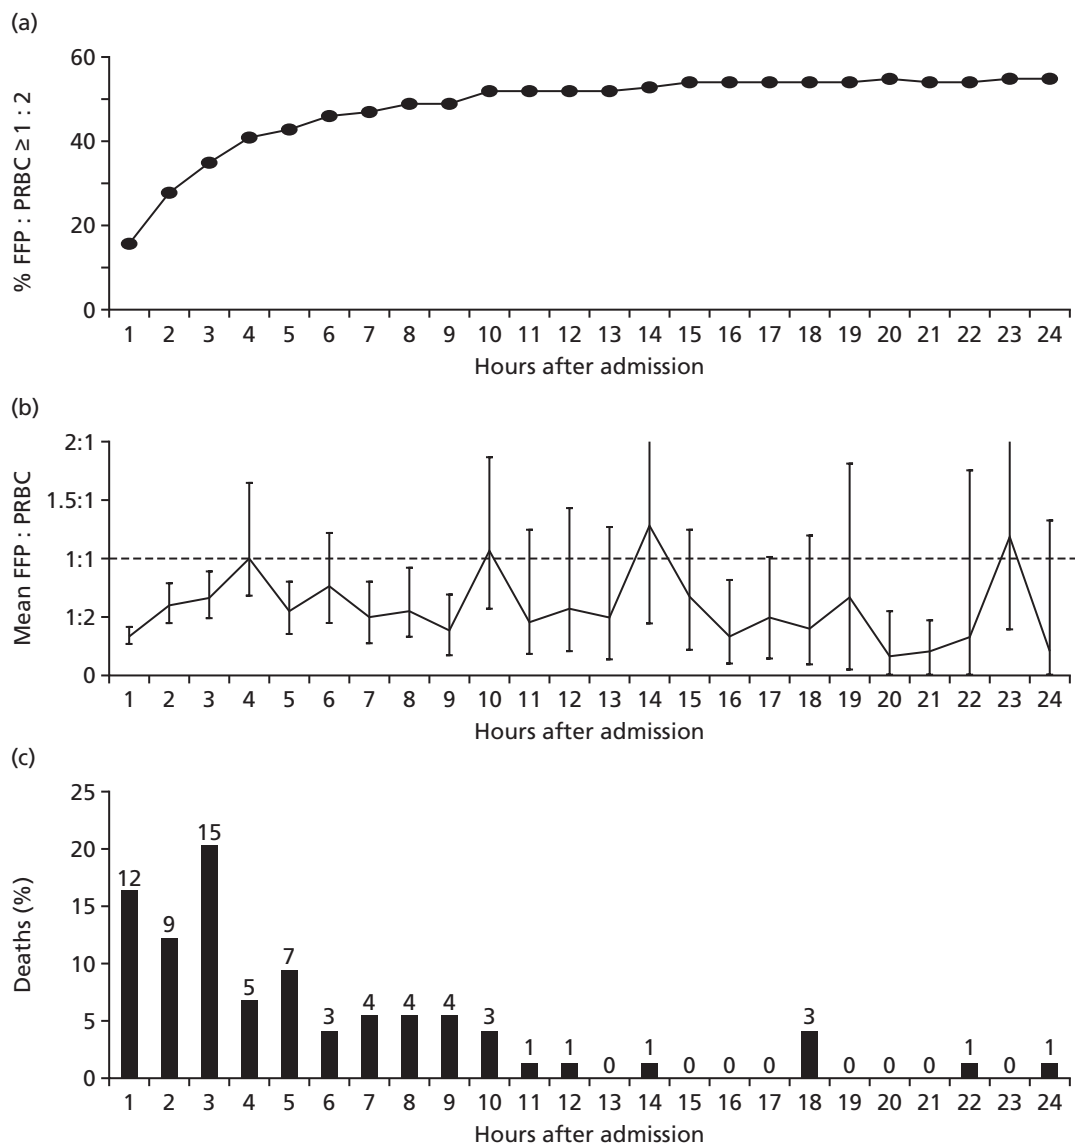 (a)
% FFP : PRBC ≥ 1 : 2
60
40
20
0
1 2 3 4 5 6 7 8 9 10 11 12 13 14 15 16 17 18 19 20 21 22 23 24
Hours after admission
(b)
Mean FFP : PRBC
2:1
1.5:1
1:1
1:2
0
1 2 3 4 5 6 7 8 9 10 11 12 13 14 15 16 17 18 19 20 21 22 23 24
Hours after admission
(c)
Deaths (%)
25
20
15
10
5
0
12 9 15 5 7 3 4 4 4 3 1 1 0 1 0 0 0 3 0 0 0 1 0 1
1 2 3 4 5 6 7 8 9 10 11 12 13 14 15 16 17 18 19 20 21 22 23 24
Hours after admission